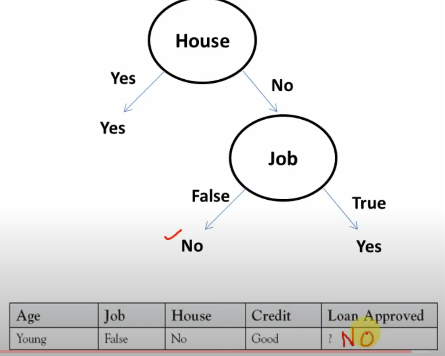 House
Yes
No
Yes
Job
False
True
No
Yes
Age Job House Credit Loan Approved
Young False No Good ? NO